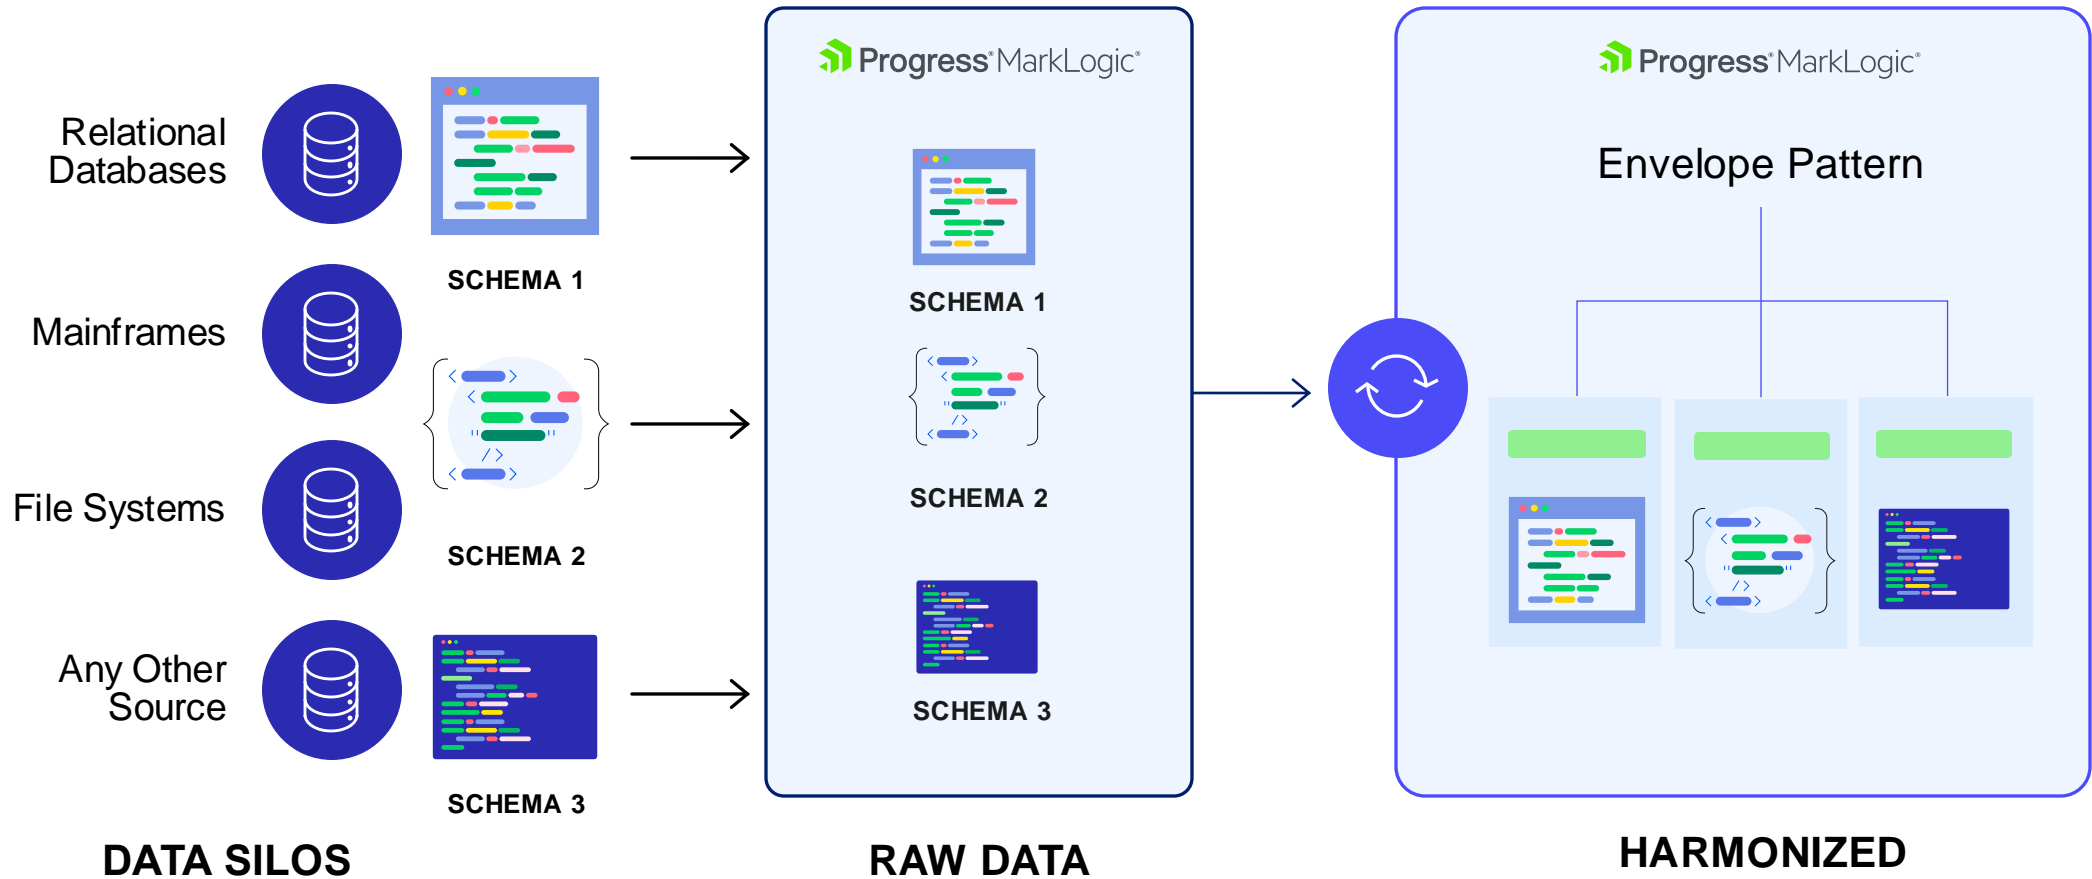 Relational
Databases
Mainframes
File Systems
Any Other
Source
SCHEMA 1
SCHEMA 2
SCHEMA 3
DATA SILOS
Progress® MarkLogic®
SCHEMA 1
SCHEMA 2
SCHEMA 3
RAW DATA
Progress® MarkLogic®
Envelope Pattern
HARMONIZED